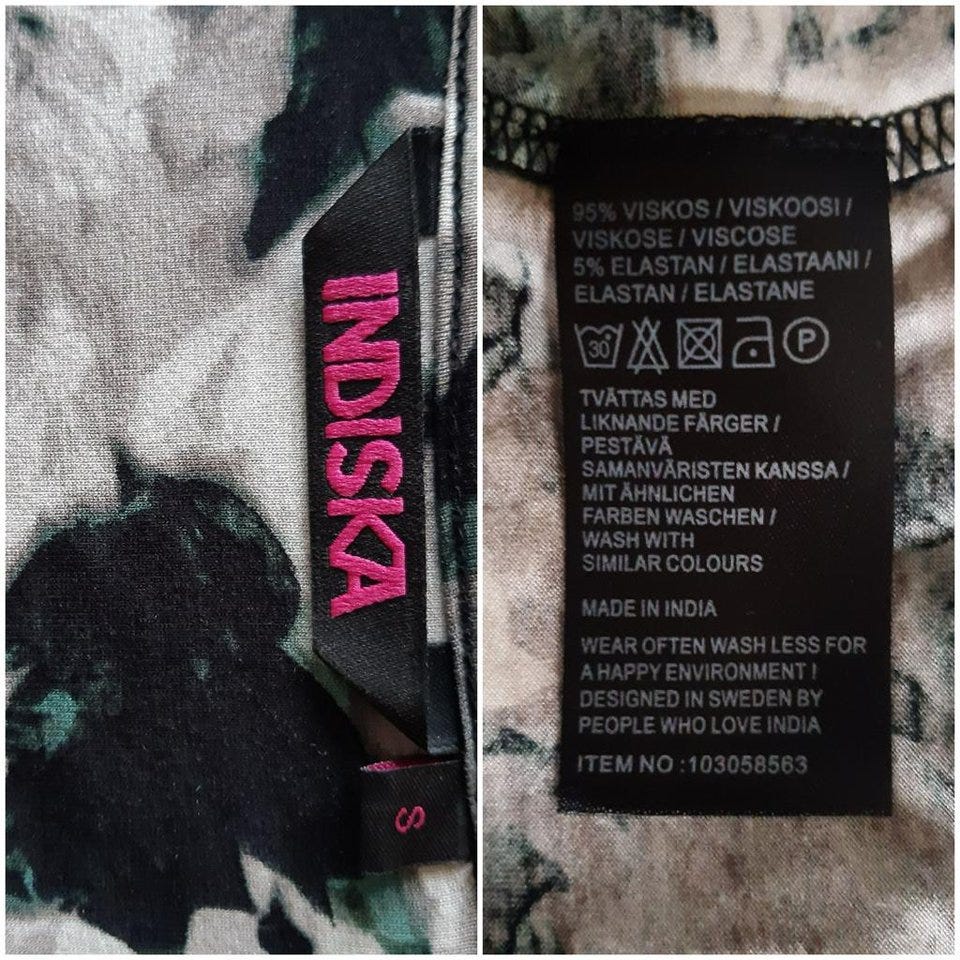 INDISKA
S
95% VISKOS / VISKOOSI /
VISKOSE / VISCOSE
5% ELASTAN / ELASTAANI /
ELASTAN / ELASTANE
30 P
TVÄTTAS MED
LIKNANDE FÄRGER /
PESTÄVÄ
SAMANVÄRISTEN KANSSA /
MIT ÄHNLICHEN
FARBEN WASCHEN /
WASH WITH
SIMILAR COLOURS
MADE IN INDIA
WEAR OFTEN WASH LESS FOR
A HAPPY ENVIRONMENT !
DESIGNED IN SWEDEN BY
PEOPLE WHO LOVE INDIA
ITEM NO :103058563